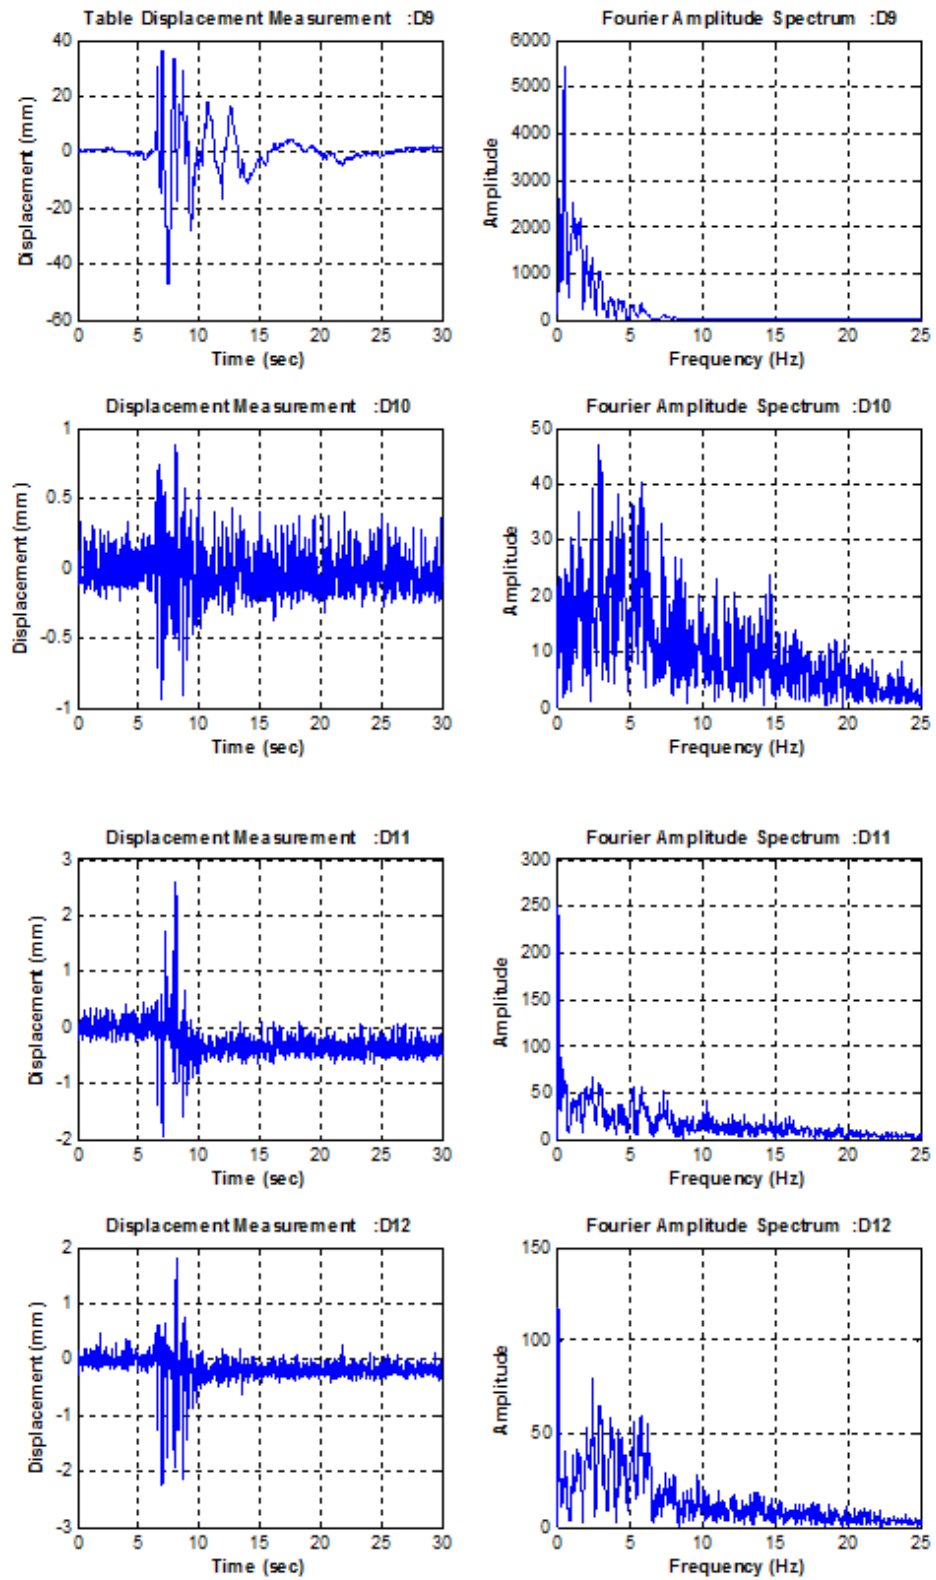 Table Displacement Measurement :D9
40
20
0
-20
-40
-60
Displacement (mm)
0 5 10 15 20 25 30
Time (sec)
Fourier Amplitude Spectrum :D9
6000
5000
4000
3000
2000
1000
0
Amplitude
0 5 10 15 20 25
Frequency (Hz)
Displacement Measurement :D10
1
0.5
0
-0.5
-1
Displacement (mm)
0 5 10 15 20 25 30
Time (sec)
Fourier Amplitude Spectrum :D10
50
40
30
20
10
0
Amplitude
0 5 10 15 20 25
Frequency (Hz)
Displacement Measurement :D11
3
2
1
0
-1
-2
Displacement (mm)
0 5 10 15 20 25 30
Time (sec)
Fourier Amplitude Spectrum :D11
300
250
200
150
100
50
0
Amplitude
0 5 10 15 20 25
Frequency (Hz)
Displacement Measurement :D12
2
1
0
-1
-2
-3
Displacement (mm)
0 5 10 15 20 25 30
Time (sec)
Fourier Amplitude Spectrum :D12
150
100
50
0
Amplitude
0 5 10 15 20 25
Frequency (Hz)